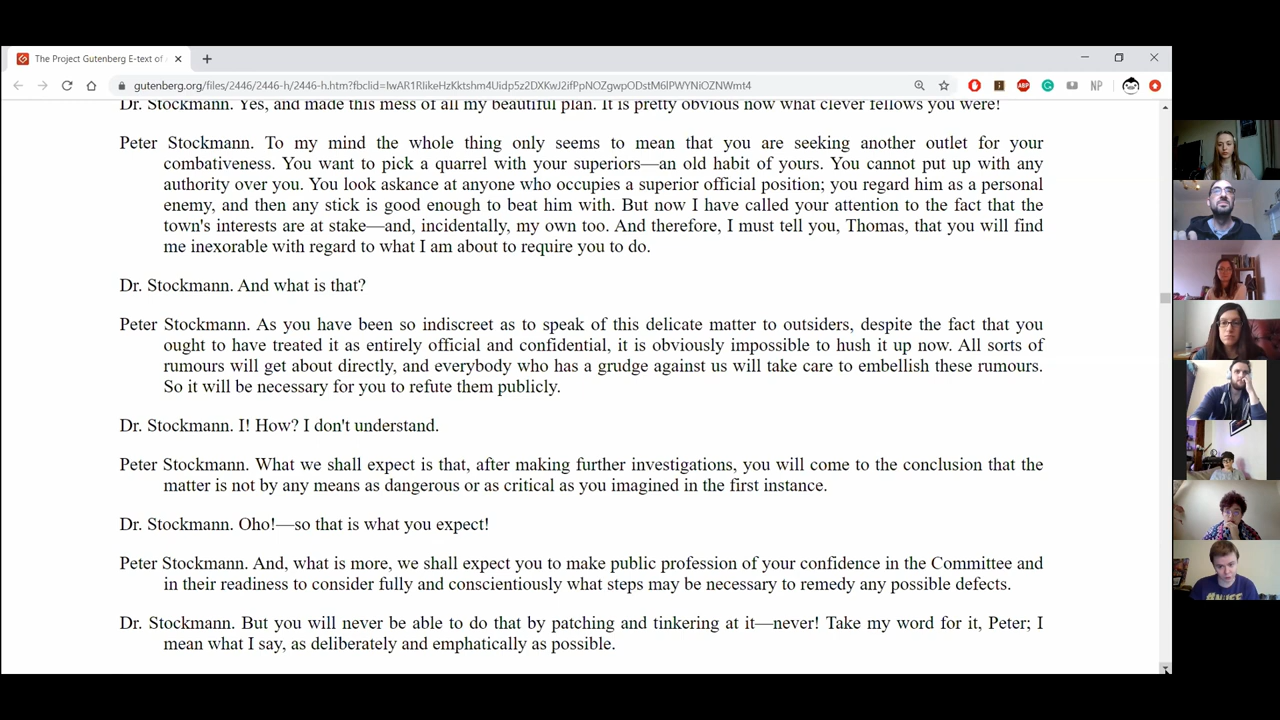 The Project Gutenberg E-text of
gutenberg.org/files/2446/2446-h/2446-h.htm?fbclid=IwAR1RIikeHzKktshm4Uidp5z2DXKwJ2ifPpNOZgwpODstM6lPWYNiOZNWmt4
ABP
NP
Dr. Stockmann. Yes, and made this mess of all my beautiful plan. It is pretty obvious now what clever fellows you were!
Peter Stockmann. To my mind the whole thing only seems to mean that you are seeking another outlet for your
combativeness. You want to pick a quarrel with your superiors—an old habit of yours. You cannot put up with any
authority over you. You look askance at anyone who occupies a superior official position; you regard him as a personal
enemy, and then any stick is good enough to beat him with. But now I have called your attention to the fact that the
town's interests are at stake—and, incidentally, my own too. And therefore, I must tell you, Thomas, that you will find
me inexorable with regard to what I am about to require you to do.
Dr. Stockmann. And what is that?
Peter Stockmann. As you have been so indiscreet as to speak of this delicate matter to outsiders, despite the fact that you
ought to have treated it as entirely official and confidential, it is obviously impossible to hush it up now. All sorts of
rumours will get about directly, and everybody who has a grudge against us will take care to embellish these rumours.
So it will be necessary for you to refute them publicly.
Dr. Stockmann. I! How? I don't understand.
Peter Stockmann. What we shall expect is that, after making further investigations, you will come to the conclusion that the
matter is not by any means as dangerous or as critical as you imagined in the first instance.
Dr. Stockmann. Oho!—so that is what you expect!
Peter Stockmann. And, what is more, we shall expect you to make public profession of your confidence in the Committee and
in their readiness to consider fully and conscientiously what steps may be necessary to remedy any possible defects.
Dr. Stockmann. But you will never be able to do that by patching and tinkering at it—never! Take my word for it, Peter; I
mean what I say, as deliberately and emphatically as possible.